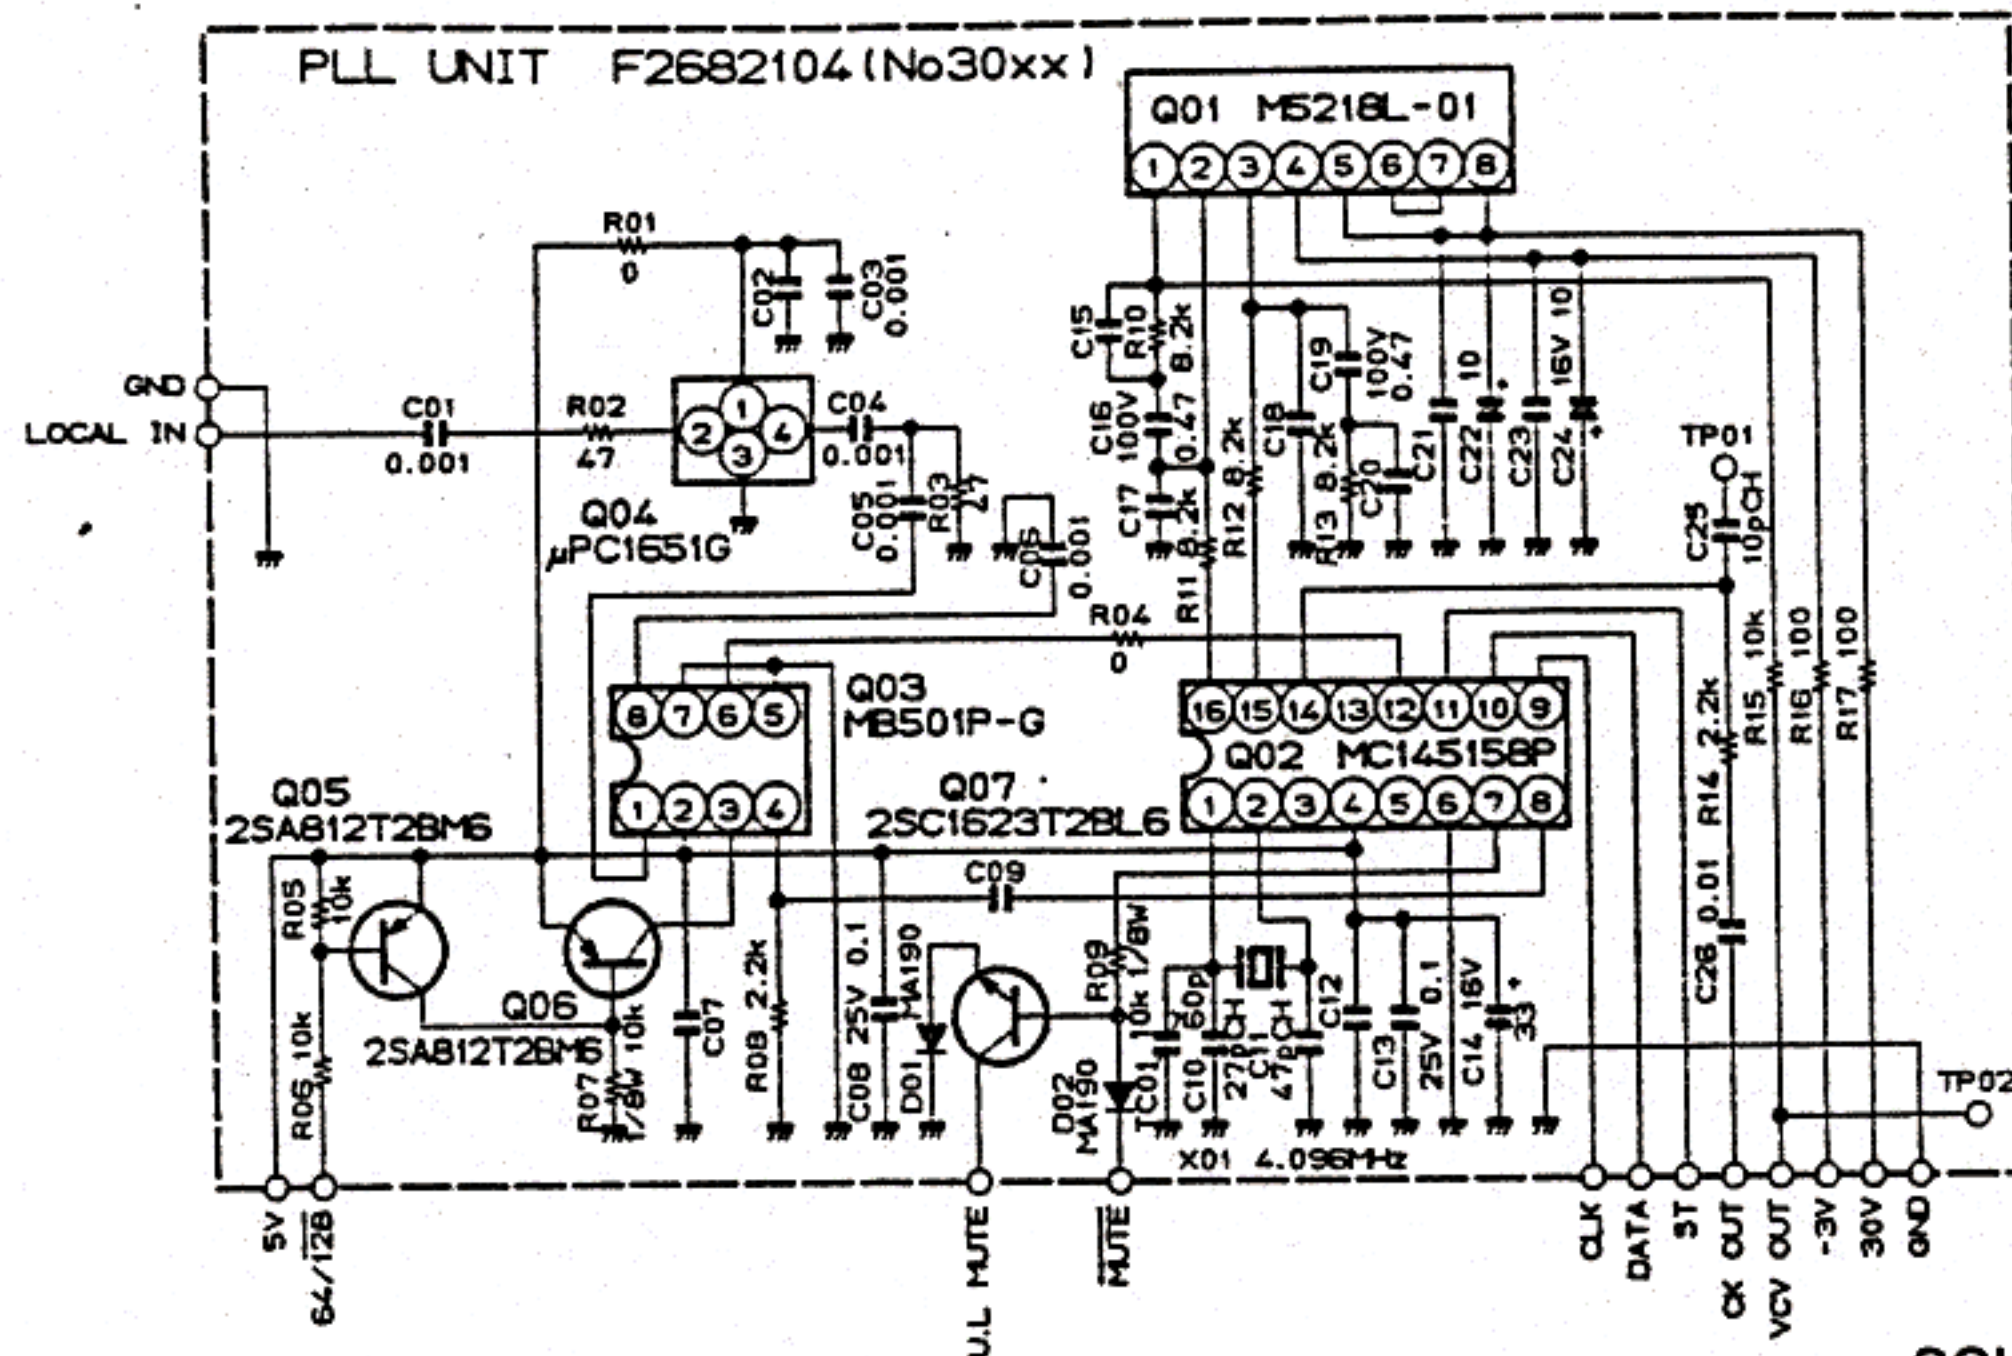 PLL UNIT F2682104(No30xx)
Q01 M5218L-01
1 2 3 4 5 6 7 8
R01
0
C02
C03
0.001
GND
LOCAL IN
C01
0.001
R02
47
1
2 4
3
C04
0.001
Q04
µPC1651G
C05
0.001
R03
47
C06
0.001
C15
R10
8.2k
C16
100V
0.47
C17
R11 8.2k
R12 8.2k
C18
R13 8.2k
C19
100V
0.47
C20
C21
C22 10
C23
C24 16V 10
TP01
C25
10pCH
R04
0
8 7 6 5
Q03
MB501P-G
1 2 3 4
16 15 14 13 12 11 10 9
Q02 MC145158P
1 2 3 4 5 6 7 8
R14 2.2k
R15 10k
R16 100
R17 100
Q05
2SA812T2BM6
Q07
2SC1623T2BL6
R05
10k
R06 10k
Q06
2SA812T2BM6
R07
1/8W 10k
C07
R08 2.2k
C08 25V 0.1
C09
D01
MA190
R09
10k 1/8W
D02
MA190
TC01
60p
C10
27pCH
C11
47pCH
C12
C13
25V 0.1
C14 16V
33
+
C26 0.01
X01 4.096MHz
TP02
5V
64/128
U.L MUTE
MUTE
CLK
DATA
ST
CK OUT
VCV OUT
-3V
30V
GND